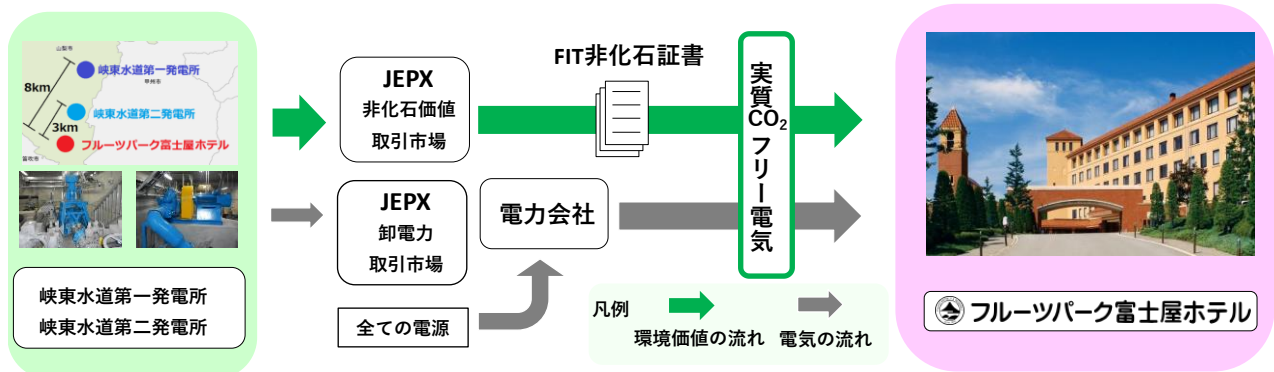 山梨市
峡東水道第一発電所
甲州市
8km
峡東水道第二発電所
3km
フルーツパーク富士屋ホテル
笛吹市
峡東水道第一発電所
峡東水道第二発電所
JEPX
非化石価値
取引市場
JEPX
卸電力
取引市場
全ての電源
電力会社
FIT非化石証書
実質CO₂フリー電気
凡例
環境価値の流れ
電気の流れ
フルーツパーク富士屋ホテル